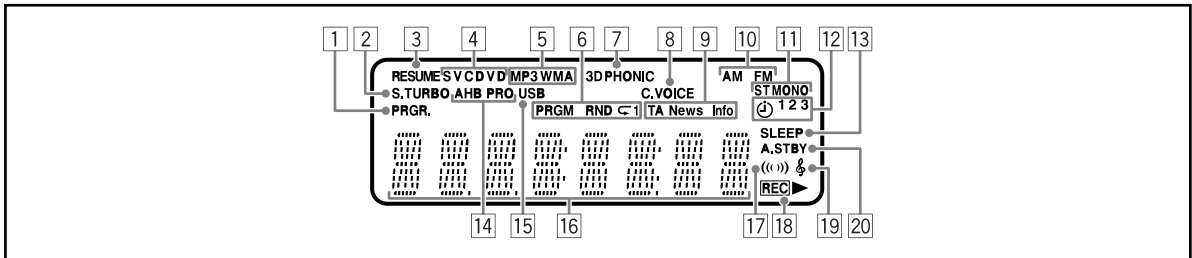 1 2 3 4 5 6 7 8 9 10 11 12 13
RESUME SVCDVD MP3 WMA 3D PHONIC AM FM
S.TURBO AHB PRO USB C.VOICE ST MONO
PRGR. PRGM RND 1 TA News Info 1 2 3
SLEEP
A.STBY
REC
14 15 16 17 18 19 20